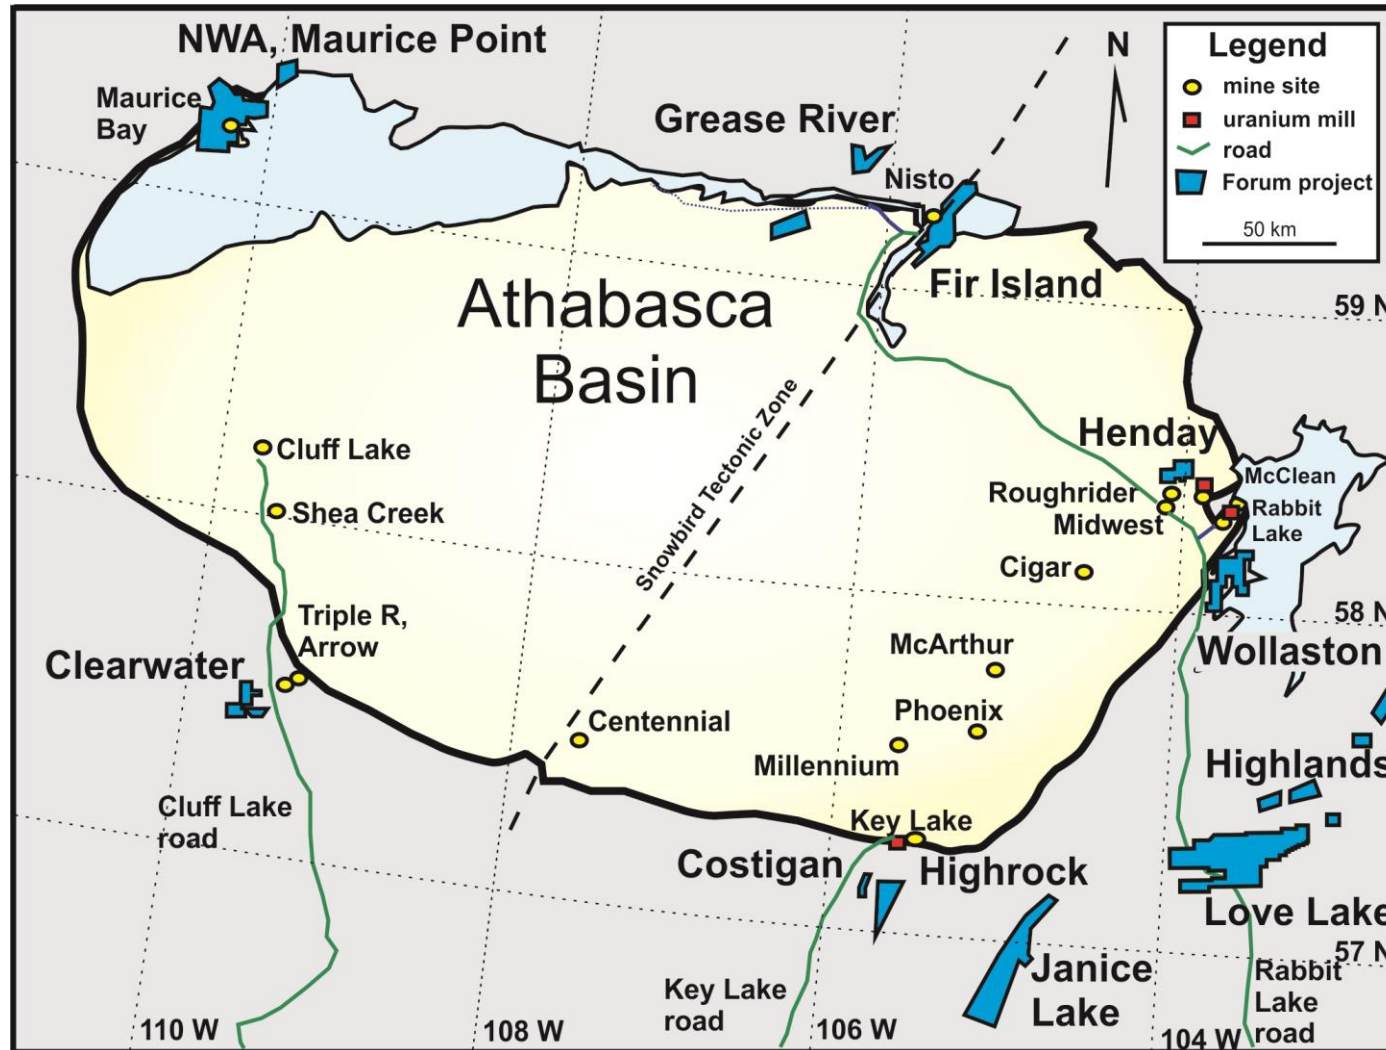 NWA, Maurice Point
Maurice
Bay
Grease River
Nisto
N
Legend
mine site
uranium mill
road
Forum project
50 km
Fir Island
59 N
Athabasca
Basin
Snowbird Tectonic Zone
Cluff Lake
Shea Creek
Henday
McClean
Roughrider
Midwest
Rabbit
Lake
Cigar
58 N
Triple R,
Arrow
Clearwater
McArthur
Wollaston
Phoenix
Centennial
Millennium
Highlands
Cluff Lake
road
Key Lake
Costigan
Highrock
Love Lake
57 N
Janice
Lake
Key Lake
road
Rabbit
Lake
road
110 W
108 W
106 W
104 W